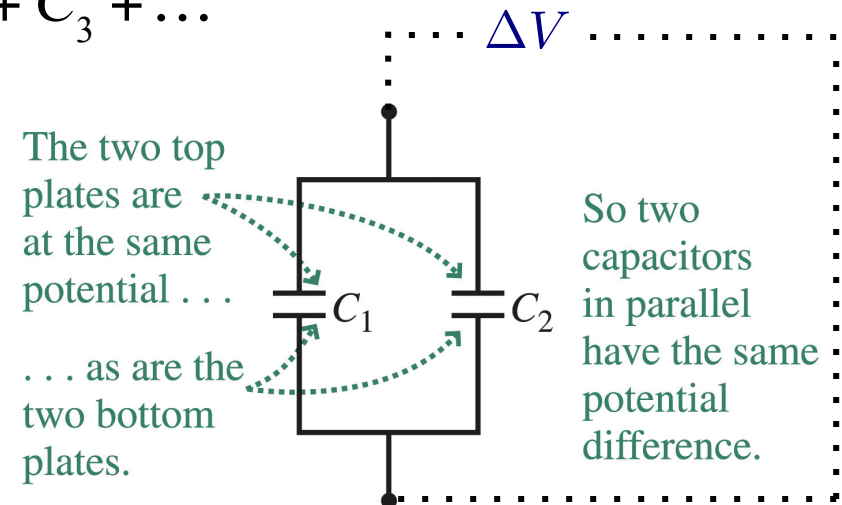 + C₃ + ...
ΔV
The two top
plates are
at the same
potential . . .
C₁
C₂
. . . as are the
two bottom
plates.
So two
capacitors
in parallel
have the same
potential
difference.